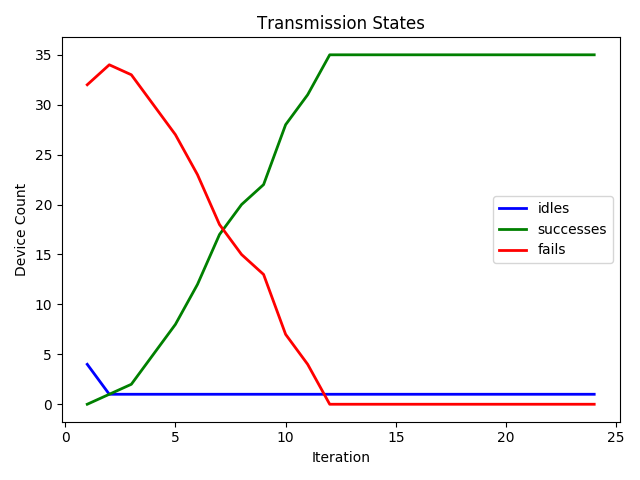 Transmission States
Device Count
35
30
25
20
15
10
5
0
idles
successes
fails
0 5 10 15 20 25
Iteration